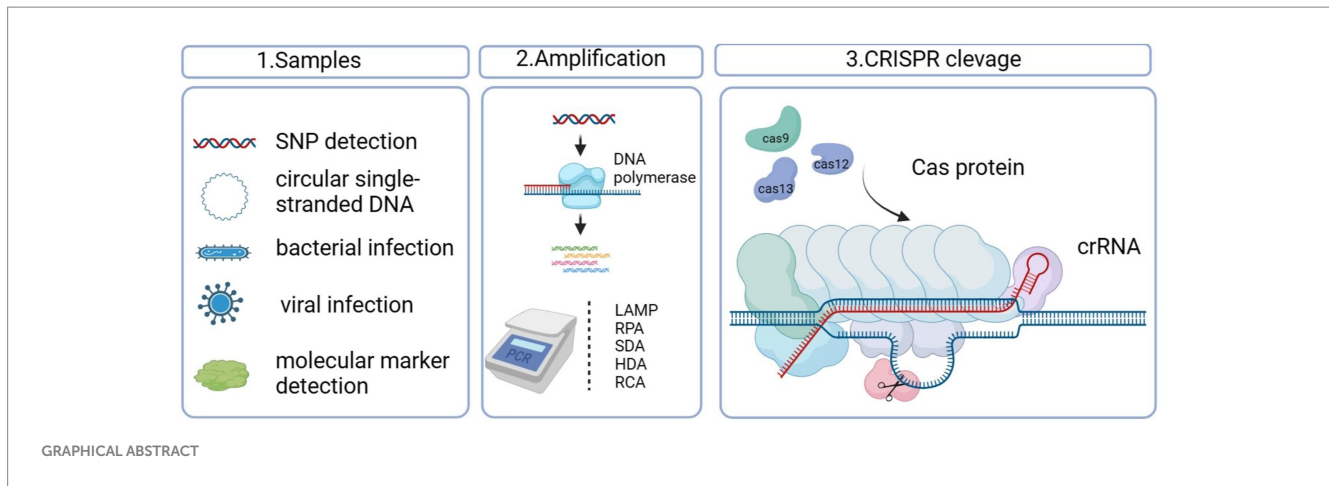 1.Samples
2.Amplification
3.CRISPR clevage
SNP detection
circular single-
stranded DNA
bacterial infection
viral infection
molecular marker
detection
DNA
polymerase
PCR
LAMP
RPA
SDA
HDA
RCA
cas9
cas12
cas13
Cas protein
crRNA
GRAPHICAL ABSTRACT